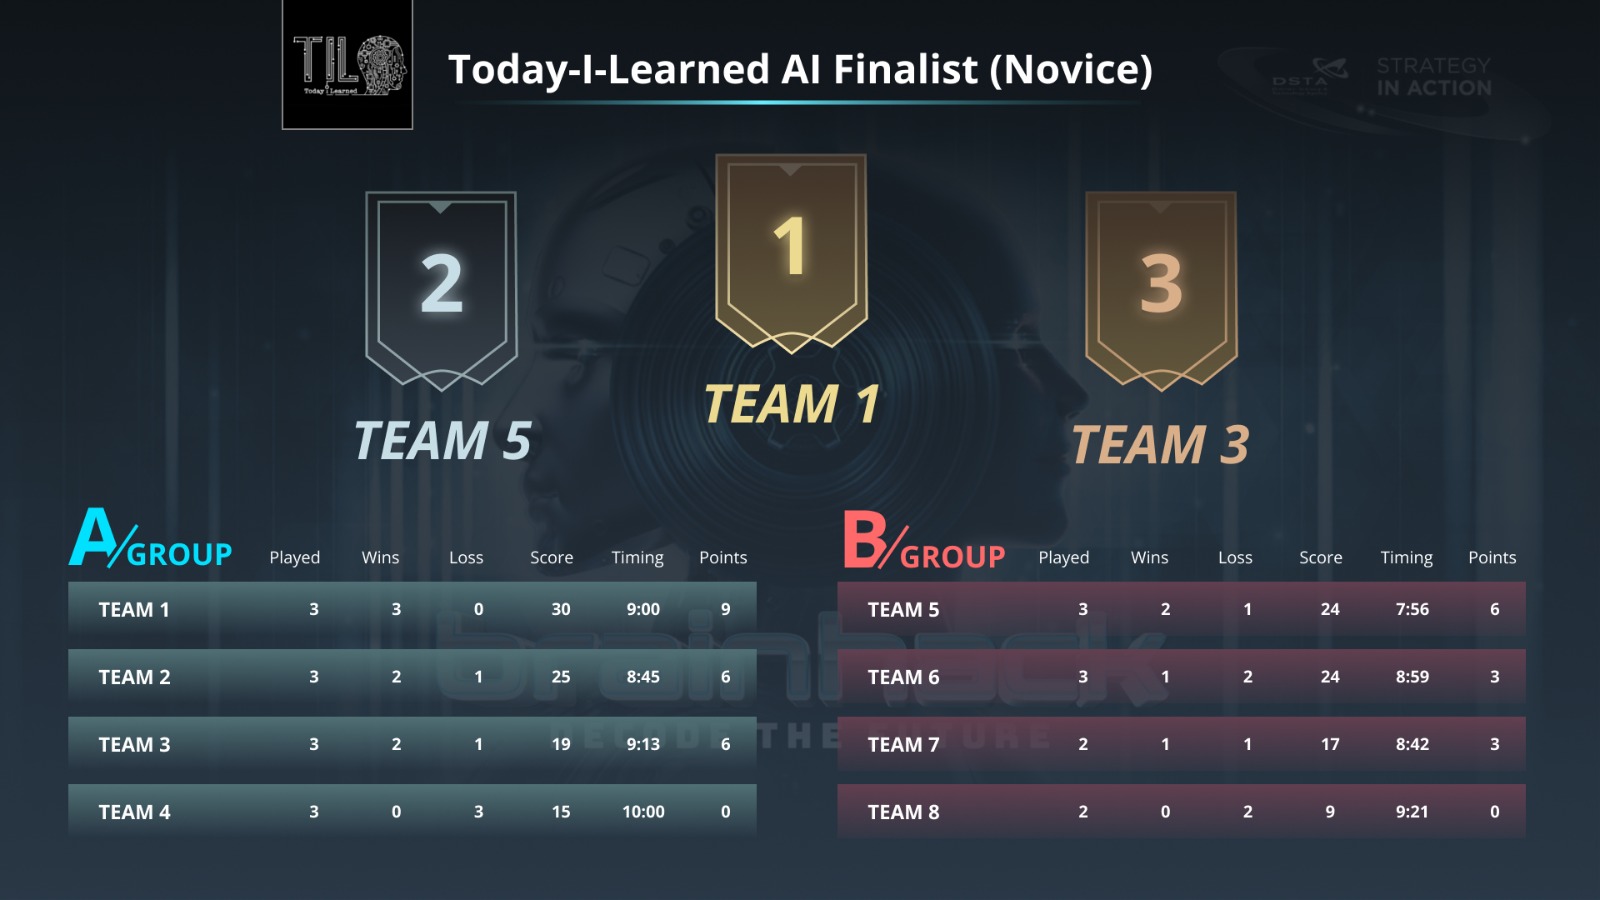 TIL
Today I Learned
Today-I-Learned AI Finalist (Novice)
DSTA
STRATEGY
IN ACTION
2
1
3
TEAM 5
TEAM 1
TEAM 3
A/GROUP Played Wins Loss Score Timing Points
TEAM 1 3 3 0 30 9:00 9
TEAM 2 3 2 1 25 8:45 6
TEAM 3 3 2 1 19 9:13 6
TEAM 4 3 0 3 15 10:00 0
B/GROUP Played Wins Loss Score Timing Points
TEAM 5 3 2 1 24 7:56 6
TEAM 6 3 1 2 24 8:59 3
TEAM 7 2 1 1 17 8:42 3
TEAM 8 2 0 2 9 9:21 0
brainhack
DECODE THE FUTURE